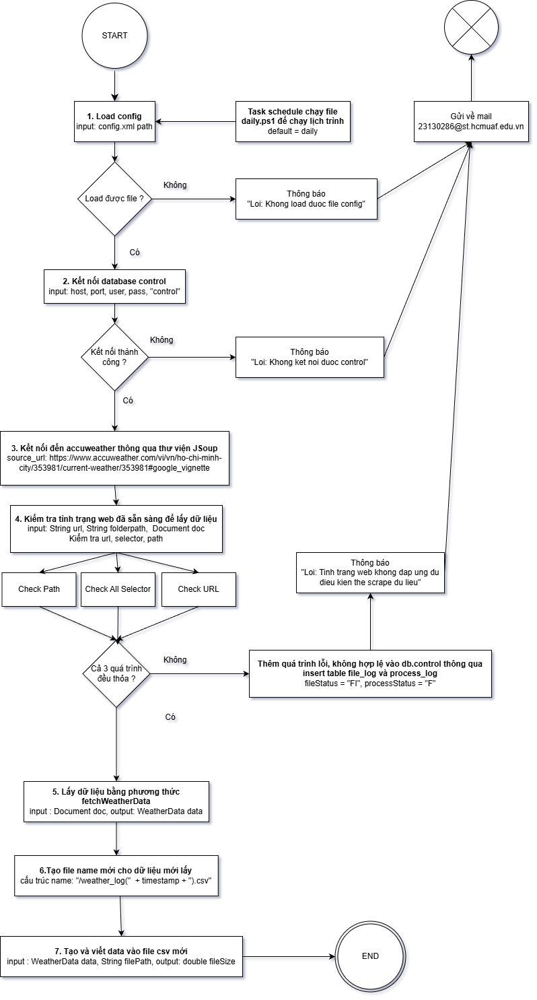 START
1. Load config
input: config.xml path
Task schedule chạy file
daily.ps1 để chạy lịch trình
default = daily
Gửi về mail
23130286@st.hcmuaf.edu.vn
Load được file ?
Không
Thông báo
"Loi: Khong load duoc file config"
Có
2. Kết nối database control
input: host, port, user, pass, "control"
Kết nối thành
công ?
Không
Thông báo
"Loi: Khong ket noi duoc control"
Có
3. Kết nối đến accuweather thông qua thư viện JSoup
source_url: https://www.accuweather.com/vi/vn/ho-chi-minh-
city/353981/current-weather/353981#google_vignette
4. Kiểm tra tình trạng web đã sẵn sàng để lấy dữ liệu
input: String url, String folderpath,  Document doc
Kiểm tra url, selector, path
Check Path
Check All Selector
Check URL
Thông báo
"Loi: Tinh trang web khong dap ung du
dieu kien the scrape du lieu"
Cả 3 quá trình
đều thỏa ?
Không
Thêm quá trình lỗi, không hợp lệ vào db.control thông qua
insert table file_log và process_log
fileStatus = "FI", processStatus = "F"
Có
5. Lấy dữ liệu bằng phương thức
fetchWeatherData
input : Document doc, output: WeatherData data
6.Tạo file name mới cho dữ liệu mới lấy
cấu trúc name: "/weather_log("  + timestamp + ").csv"
7. Tạo và viết data vào file csv mới
input : WeatherData data, String filePath, output: double fileSize
END